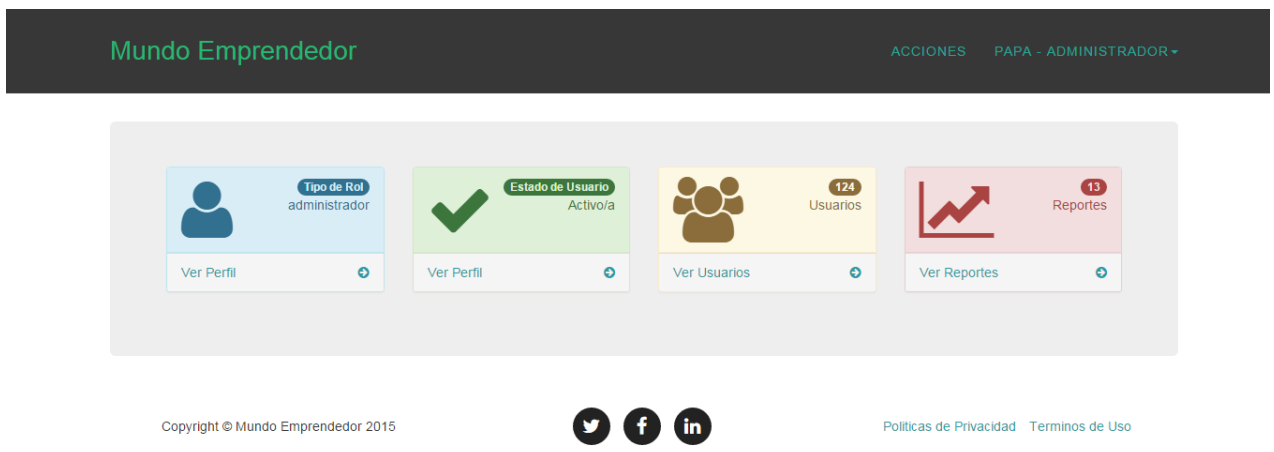 Mundo Emprendedor
ACCIONES PAPA - ADMINISTRADOR
Tipo de Rol
administrador
Ver Perfil
Estado de Usuario
Activo/a
Ver Perfil
124
Usuarios
Ver Usuarios
13
Reportes
Ver Reportes
Copyright © Mundo Emprendedor 2015
Politicas de Privacidad Terminos de Uso